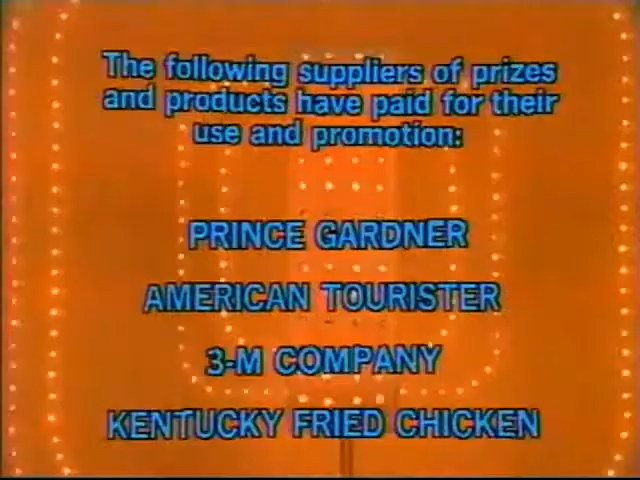 The following suppliers of prizes
and products have paid for their
use and promotion:
PRINCE GARDNER
AMERICAN TOURISTER
3-M COMPANY
KENTUCKY FRIED CHICKEN